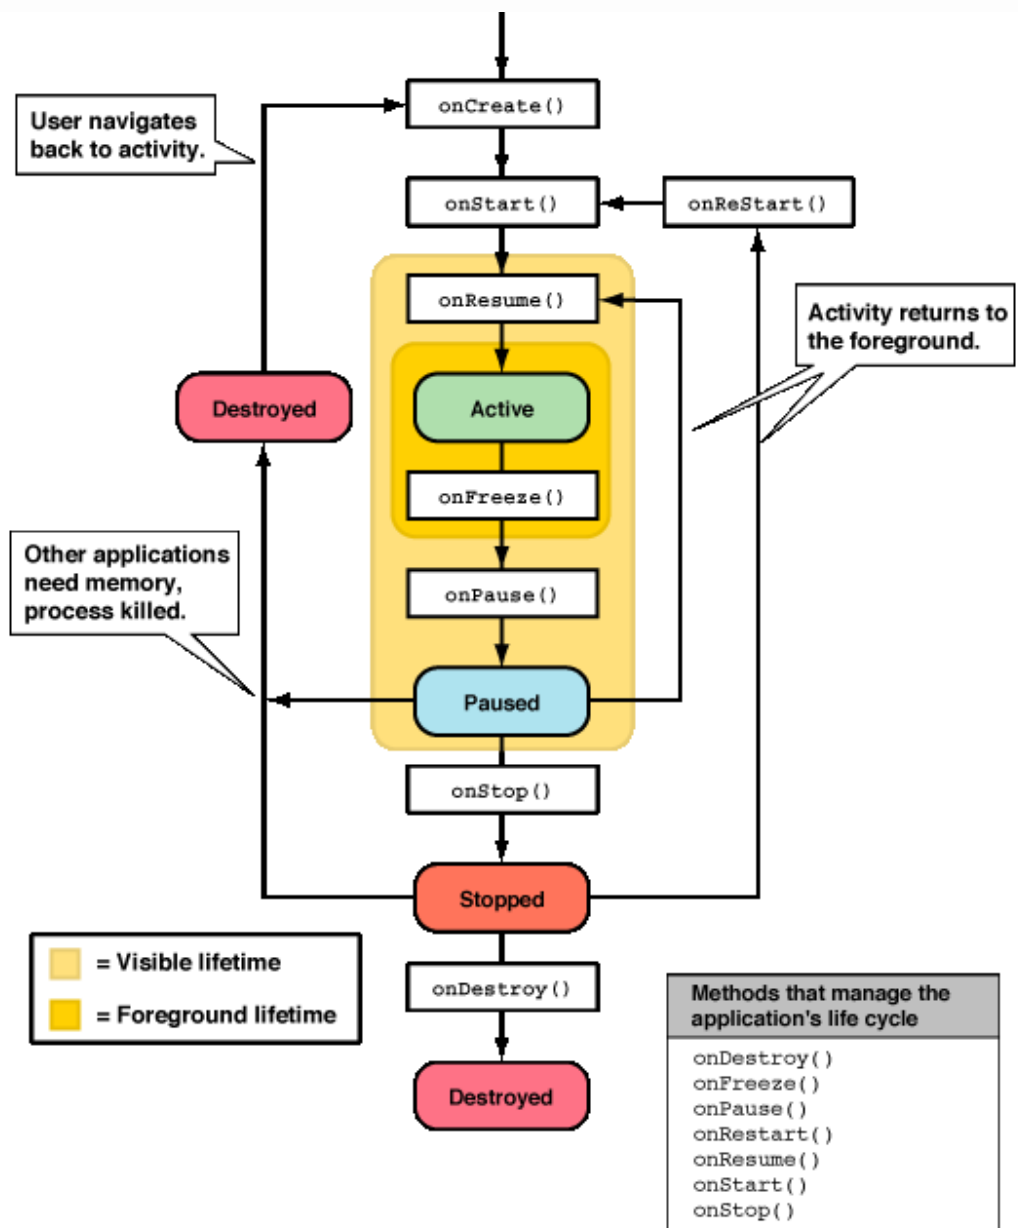 onCreate()
User navigates
back to activity.
onStart()
onReStart()
onResume()
Activity returns to
the foreground.
Destroyed
Active
onFreeze()
Other applications
need memory,
process killed.
onPause()
Paused
onStop()
Stopped
= Visible lifetime
= Foreground lifetime
onDestroy()
Destroyed
Methods that manage the
application's life cycle
onDestroy()
onFreeze()
onPause()
onRestart()
onResume()
onStart()
onStop()